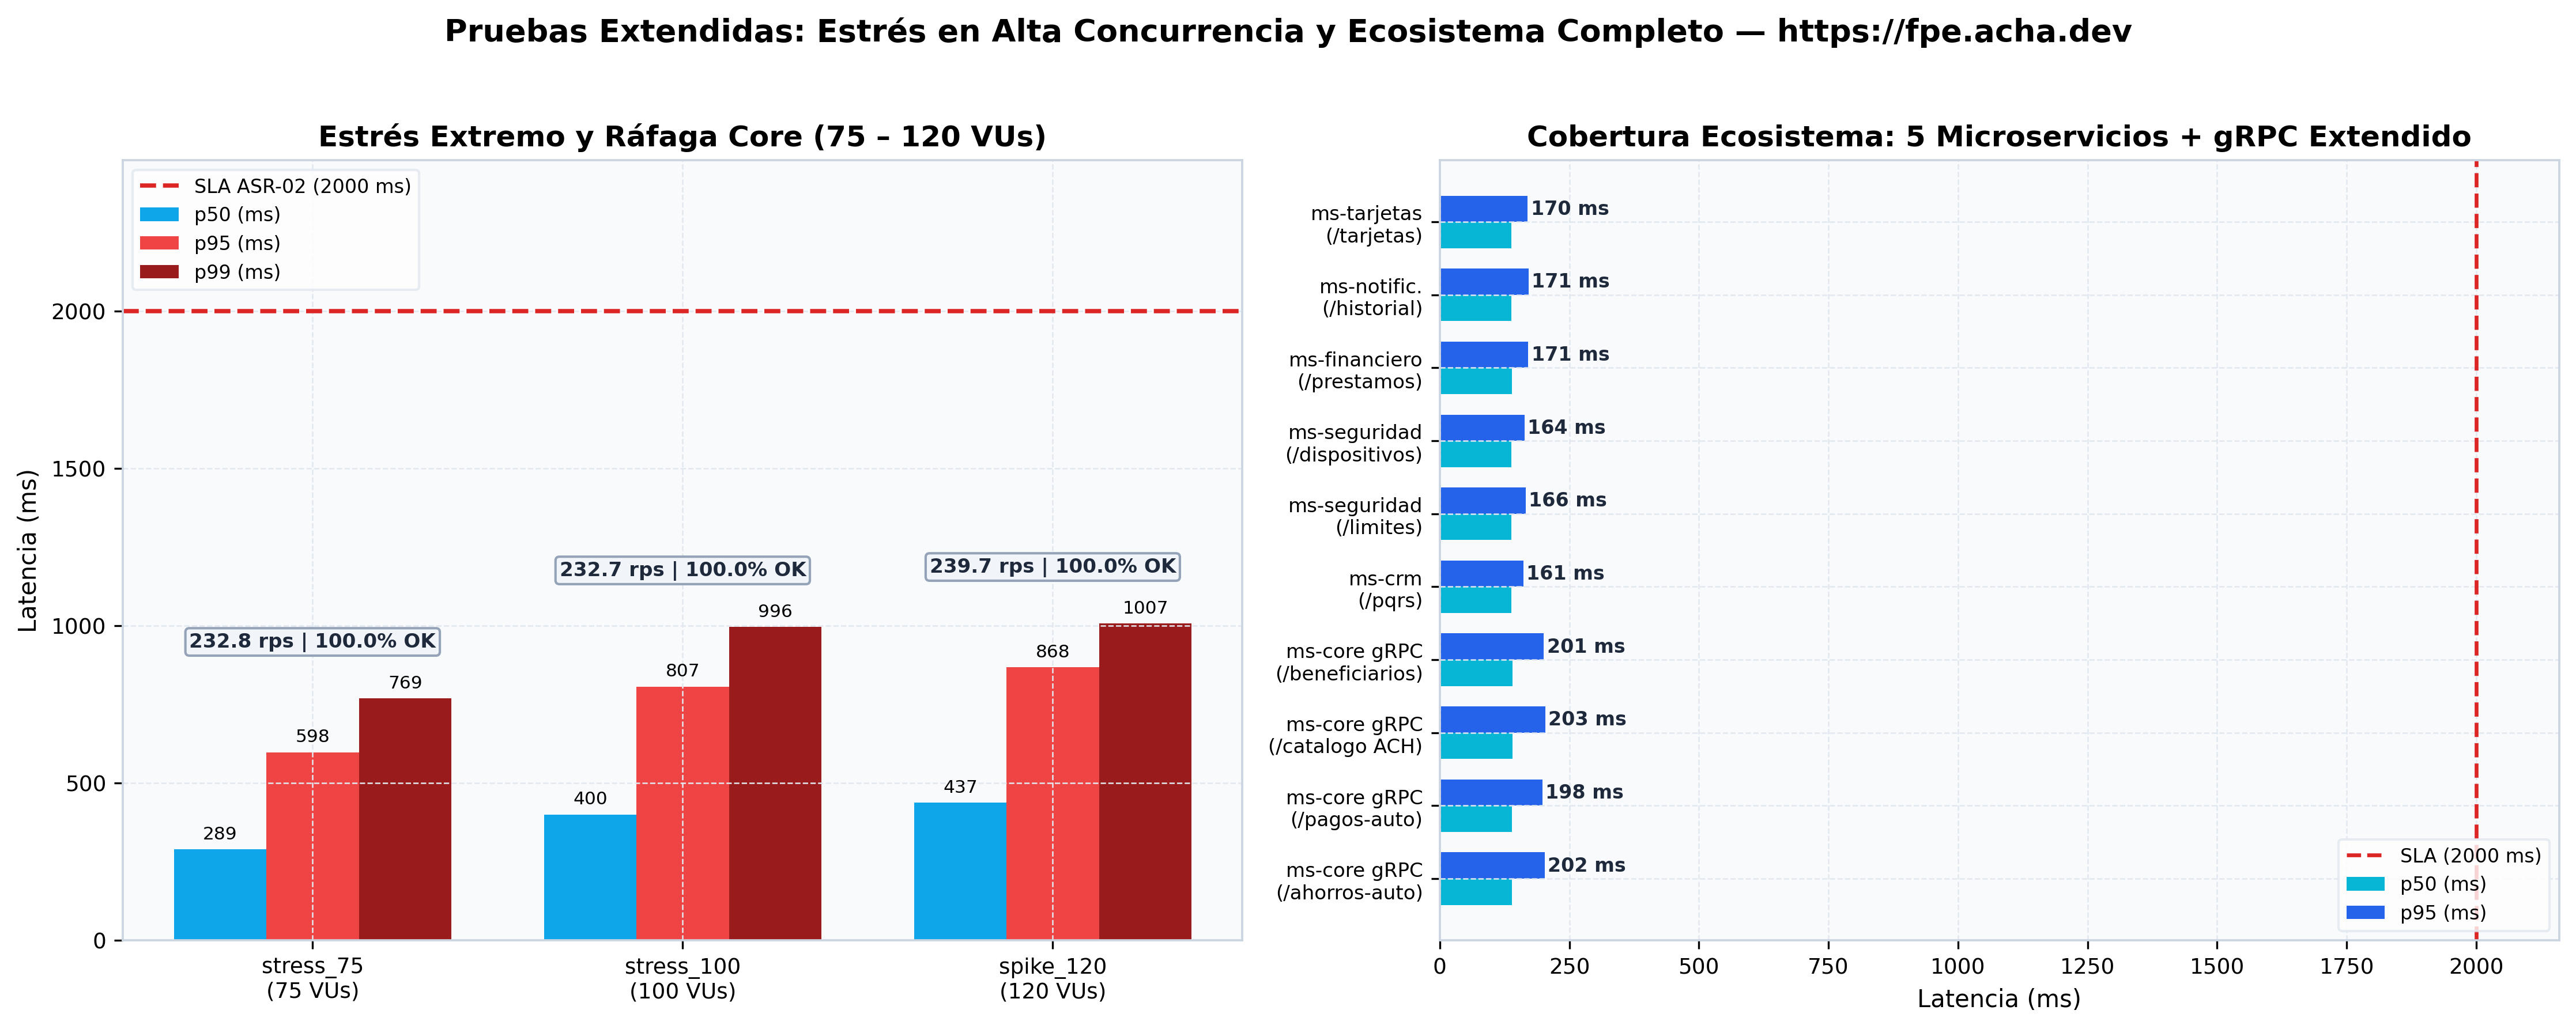 Pruebas Extendidas: Estrés en Alta Concurrencia y Ecosistema Completo — https://fpe.acha.dev
Estrés Extremo y Ráfaga Core (75 – 120 VUs)
SLA ASR-02 (2000 ms)
p50 (ms)
p95 (ms)
p99 (ms)
Latencia (ms)
2000
1500
1000
500
0
232.8 rps | 100.0% OK
232.7 rps | 100.0% OK
239.7 rps | 100.0% OK
289
598
769
400
807
996
437
868
1007
stress_75
(75 VUs)
stress_100
(100 VUs)
spike_120
(120 VUs)
Cobertura Ecosistema: 5 Microservicios + gRPC Extendido
ms-tarjetas
(/tarjetas)
170 ms
ms-notific.
(/historial)
171 ms
ms-financiero
(/prestamos)
171 ms
ms-seguridad
(/dispositivos)
164 ms
ms-seguridad
(/limites)
166 ms
ms-crm
(/pqrs)
161 ms
ms-core gRPC
(/beneficiarios)
201 ms
ms-core gRPC
(/catalogo ACH)
203 ms
ms-core gRPC
(/pagos-auto)
198 ms
ms-core gRPC
(/ahorros-auto)
202 ms
SLA (2000 ms)
p50 (ms)
p95 (ms)
0
250
500
750
1000
1250
1500
1750
2000
Latencia (ms)